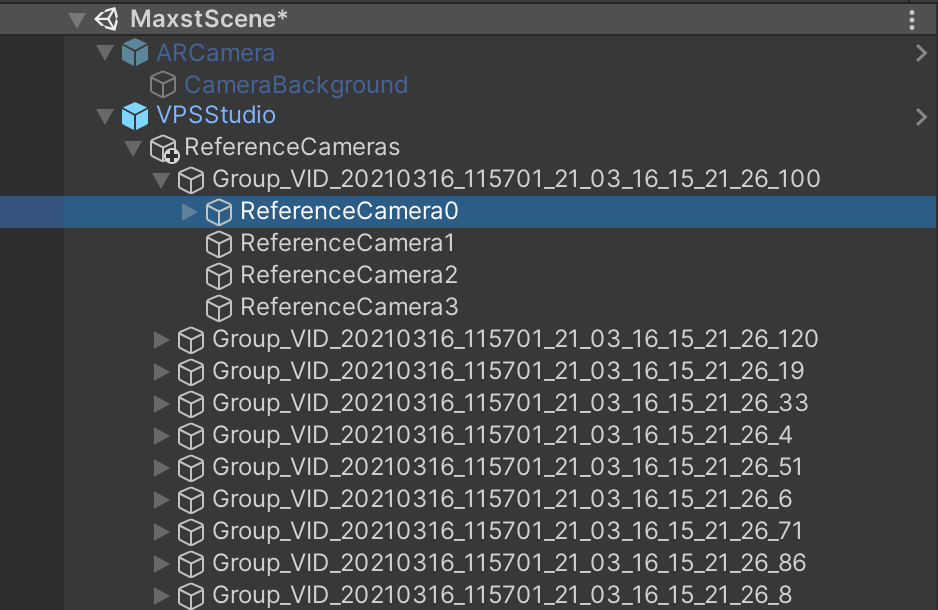 MaxstScene*
ARCamera
CameraBackground
VPSStudio
ReferenceCameras
Group_VID_20210316_115701_21_03_16_15_21_26_100
ReferenceCamera0
ReferenceCamera1
ReferenceCamera2
ReferenceCamera3
Group_VID_20210316_115701_21_03_16_15_21_26_120
Group_VID_20210316_115701_21_03_16_15_21_26_19
Group_VID_20210316_115701_21_03_16_15_21_26_33
Group_VID_20210316_115701_21_03_16_15_21_26_4
Group_VID_20210316_115701_21_03_16_15_21_26_51
Group_VID_20210316_115701_21_03_16_15_21_26_6
Group_VID_20210316_115701_21_03_16_15_21_26_71
Group_VID_20210316_115701_21_03_16_15_21_26_86
Group_VID_20210316_115701_21_03_16_15_21_26_8